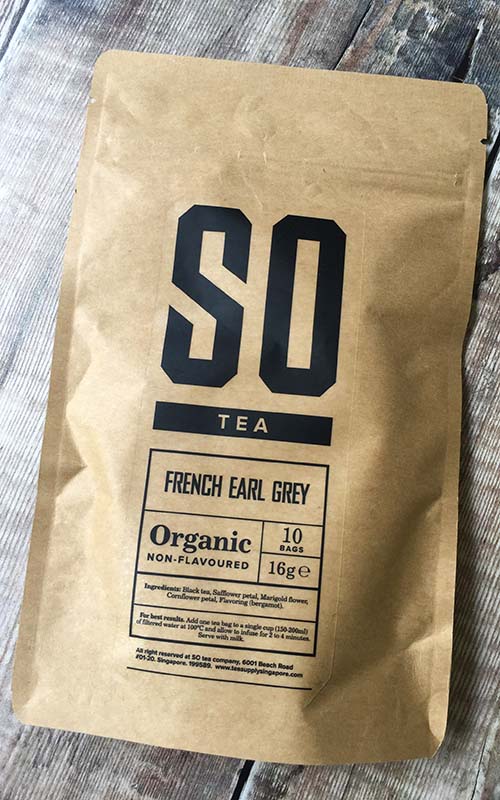 SO
TEA
FRENCH EARL GREY
Organic
NON-FLAVOURED
10
BAGS
16g ℮
Ingredients: Black tea, Safflower petal, Marigold flower,
Cornflower petal, Flavoring (bergamot).
For best results. Add one tea bag to a single cup (150-200ml)
of filtered water at 100°C and allow to infuse for 2 to 4 minutes.
Serve with milk.
All right reserved at SO tea company, 6001 Beach Road
#01-20. Singapore. 199589. www.teasupplysingapore.com